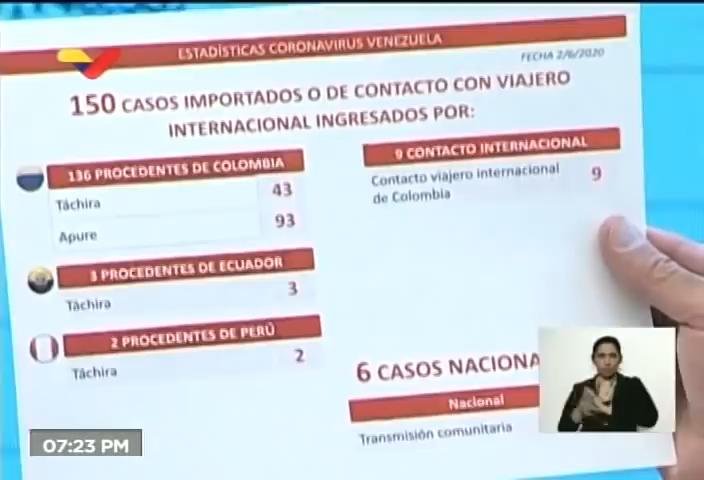 ESTADÍSTICAS CORONAVIRUS VENEZUELA
FECHA 2/6/2020
150 CASOS IMPORTADOS O DE CONTACTO CON VIAJERO
INTERNACIONAL INGRESADOS POR:
136 PROCEDENTES DE COLOMBIA
Táchira 43
Apure 93
3 PROCEDENTES DE ECUADOR
Táchira 3
2 PROCEDENTES DE PERÚ
Táchira 2
9 CONTACTO INTERNACIONAL
Contacto viajero internacional 9
de Colombia
6 CASOS NACIONA
Nacional
Transmisión comunitaria
07:23 PM